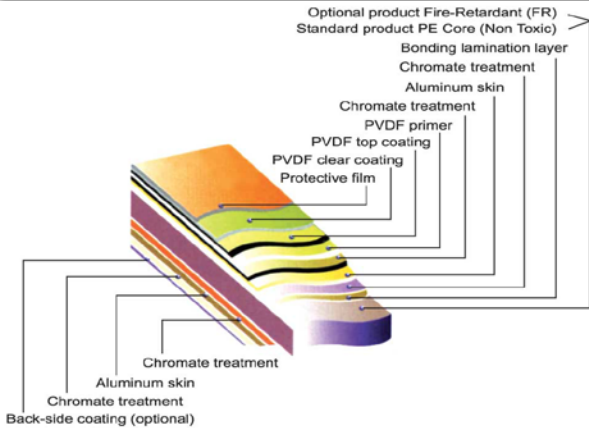 Optional product Fire-Retardant (FR)
Standard product PE Core (Non Toxic)
Bonding lamination layer
Chromate treatment
Aluminum skin
Chromate treatment
PVDF primer
PVDF top coating
PVDF clear coating
Protective film
Chromate treatment
Aluminum skin
Chromate treatment
Back-side coating (optional)